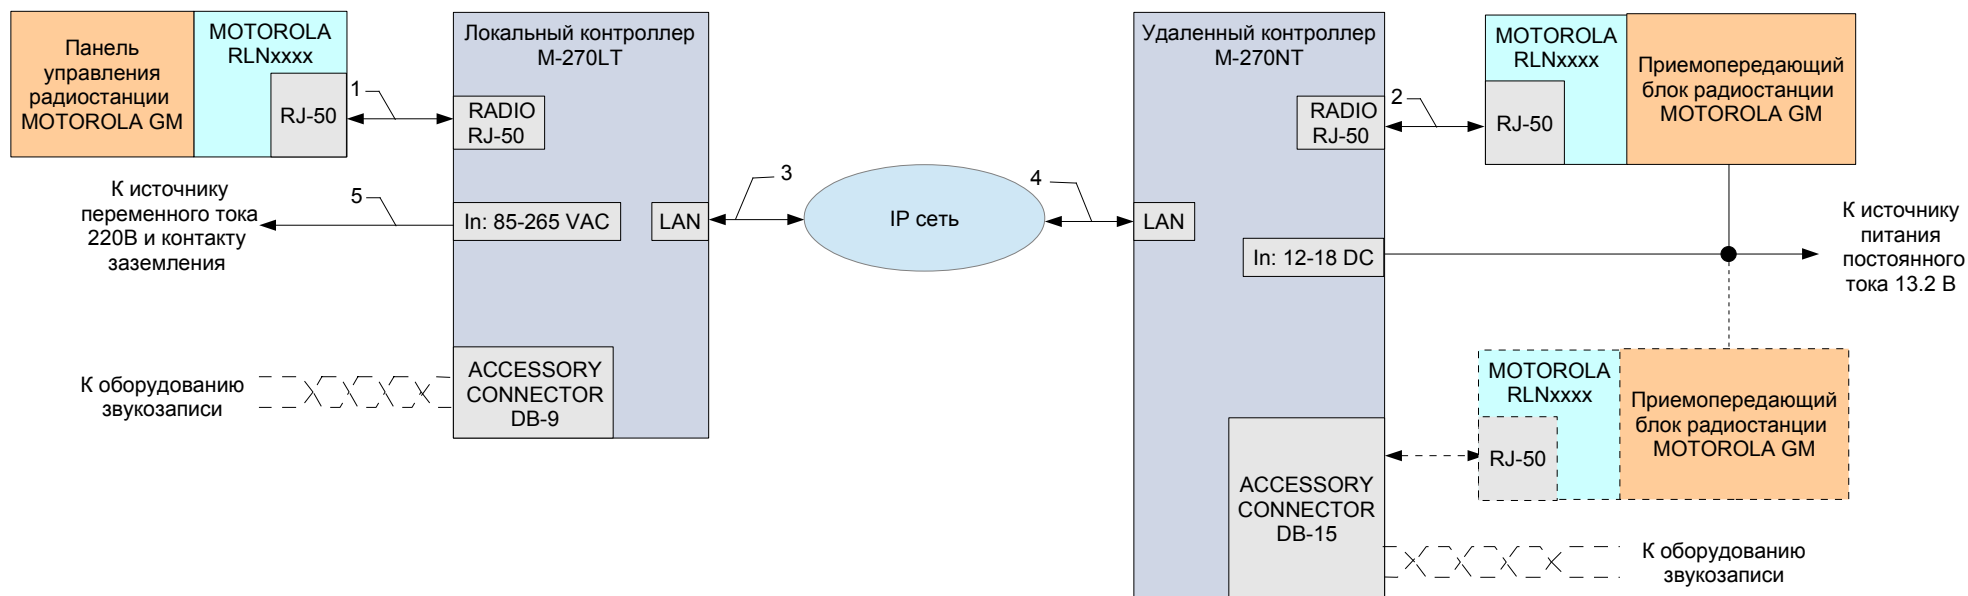 Панель
управления
радиостанции
MOTOROLA GM
MOTOROLA
RLNxxxx
RJ-50
1
Локальный контроллер
M-270LT
RADIO
RJ-50
К источнику
переменного тока
220В и контакту
заземления
5
In: 85-265 VAC
LAN
3
IP сеть
4
К оборудованию
звукозаписи
ACCESSORY
CONNECTOR
DB-9
Удаленный контроллер
M-270NT
RADIO
RJ-50
2
MOTOROLA
RLNxxxx
RJ-50
Приемопередающий
блок радиостанции
MOTOROLA GM
LAN
In: 12-18 DC
К источнику
питания
постоянного
тока 13.2 В
MOTOROLA
RLNxxxx
RJ-50
Приемопередающий
блок радиостанции
MOTOROLA GM
ACCESSORY
CONNECTOR
DB-15
К оборудованию
звукозаписи